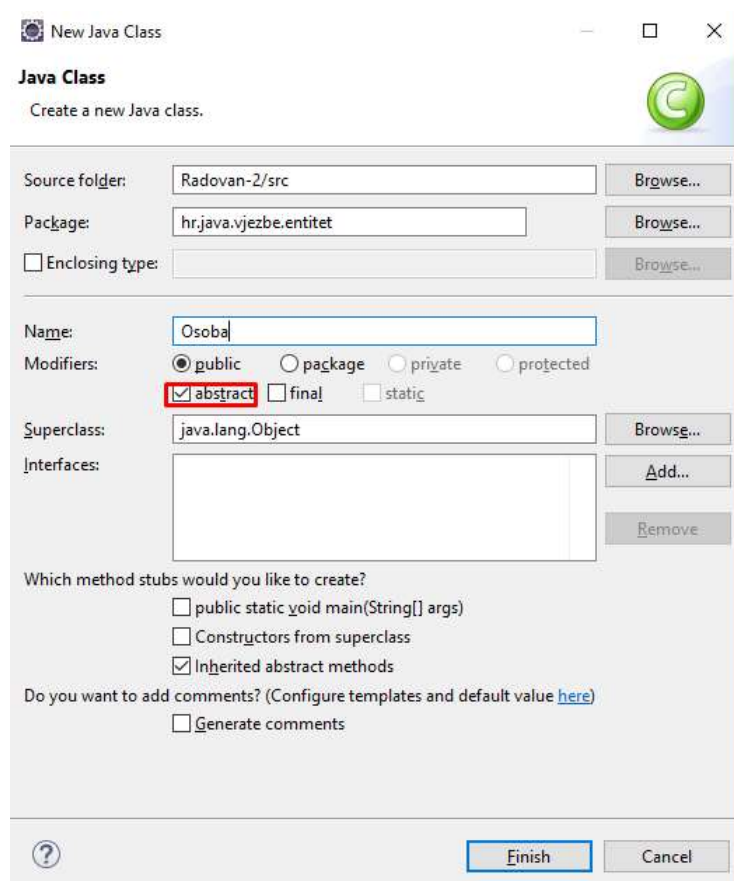 New Java Class
Java Class
Create a new Java class.
Source folder: Radovan-2/src Browse...
Package: hr.java.vjezbe.entitet Browse...
Enclosing type: Browse...
Name: Osoba
Modifiers: public package private protected
abstract final static
Superclass: java.lang.Object Browse...
Interfaces: Add...
Remove
Which method stubs would you like to create?
public static void main(String[] args)
Constructors from superclass
Inherited abstract methods
Do you want to add comments? (Configure templates and default value here)
Generate comments
? Finish Cancel